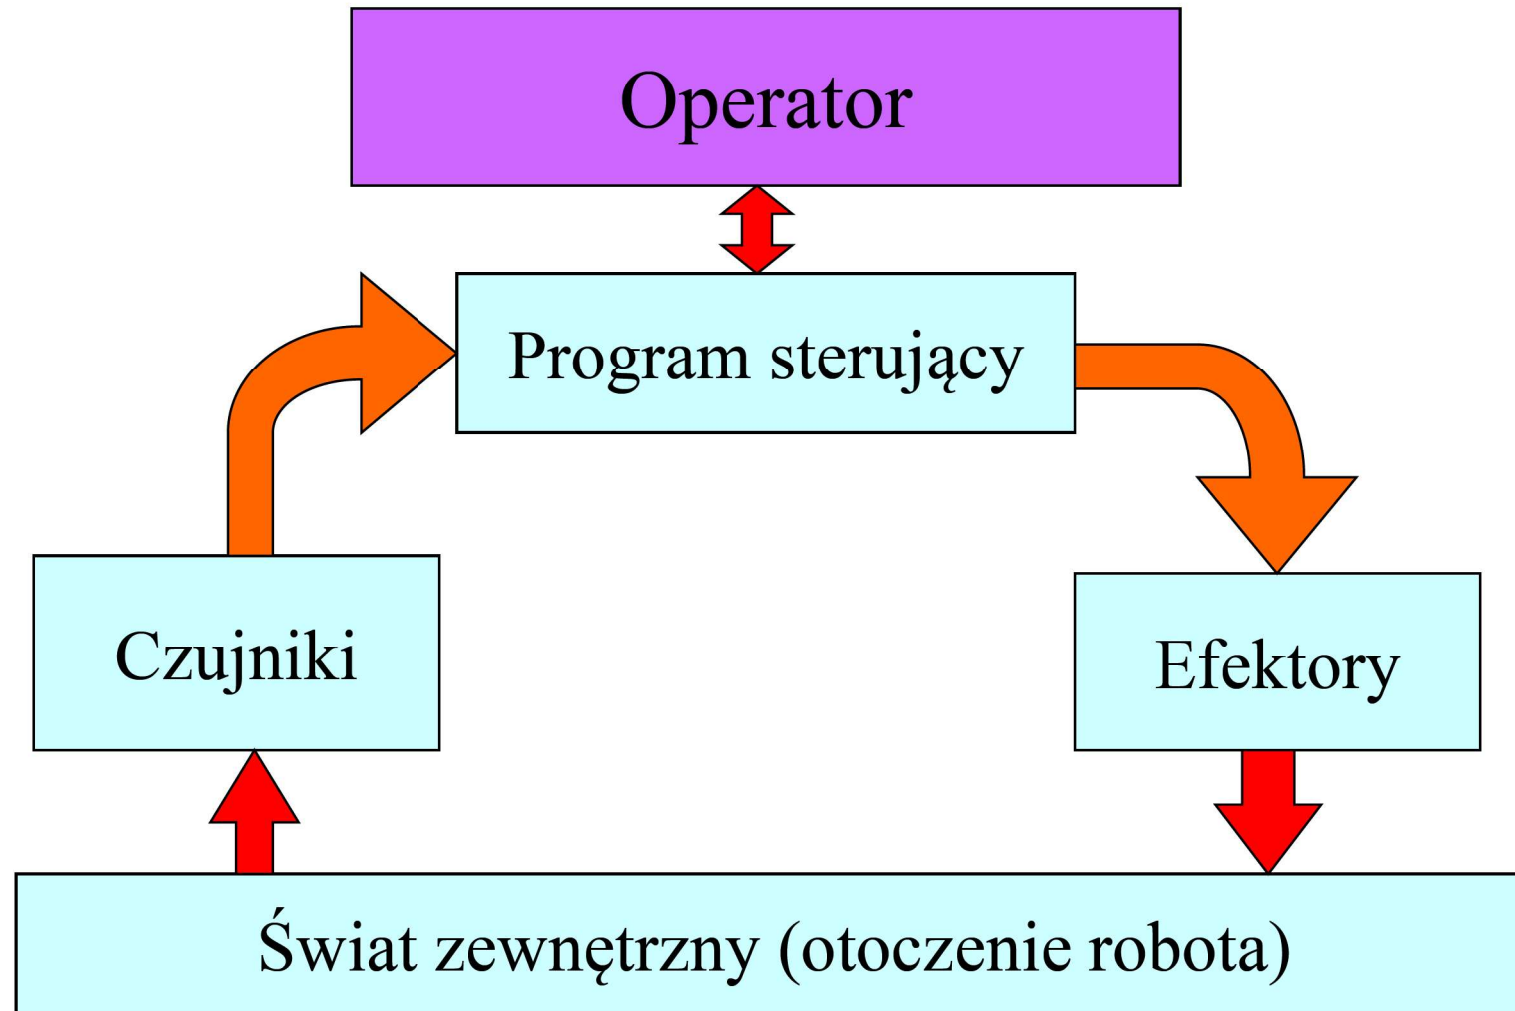 Operator
Program sterujący
Czujniki
Efektory
Świat zewnętrzny (otoczenie robota)